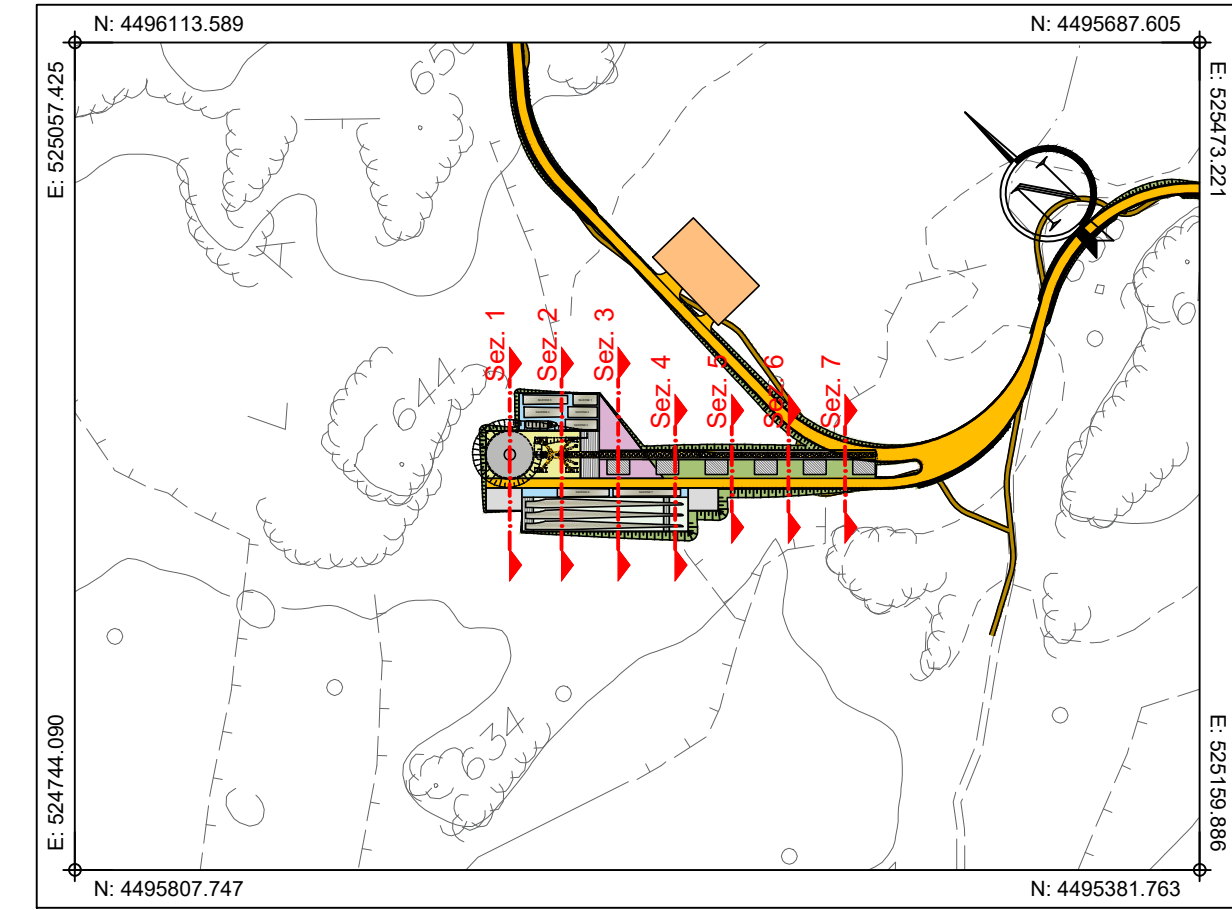 N: 4496113.589
N: 4495687.605
E: 525057.425
E: 525473.221
650
644
634
Sez. 1
Sez. 2
Sez. 3
Sez. 4
Sez. 5
Sez. 6
Sez. 7
E: 524744.090
E: 525159.886
N: 4495807.747
N: 4495381.763